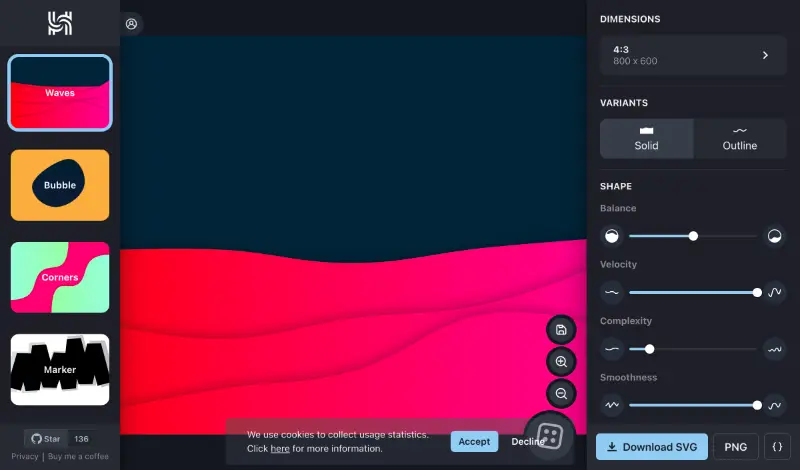 Waves
Bubble
Corners
Marker
Star 136
Privacy | Buy me a coffee
We use cookies to collect usage statistics.
Click here for more information.
Accept
Decline
DIMENSIONS
4:3
800 x 600
VARIANTS
Solid
Outline
SHAPE
Balance
Velocity
Complexity
Smoothness
Download SVG
PNG
{}